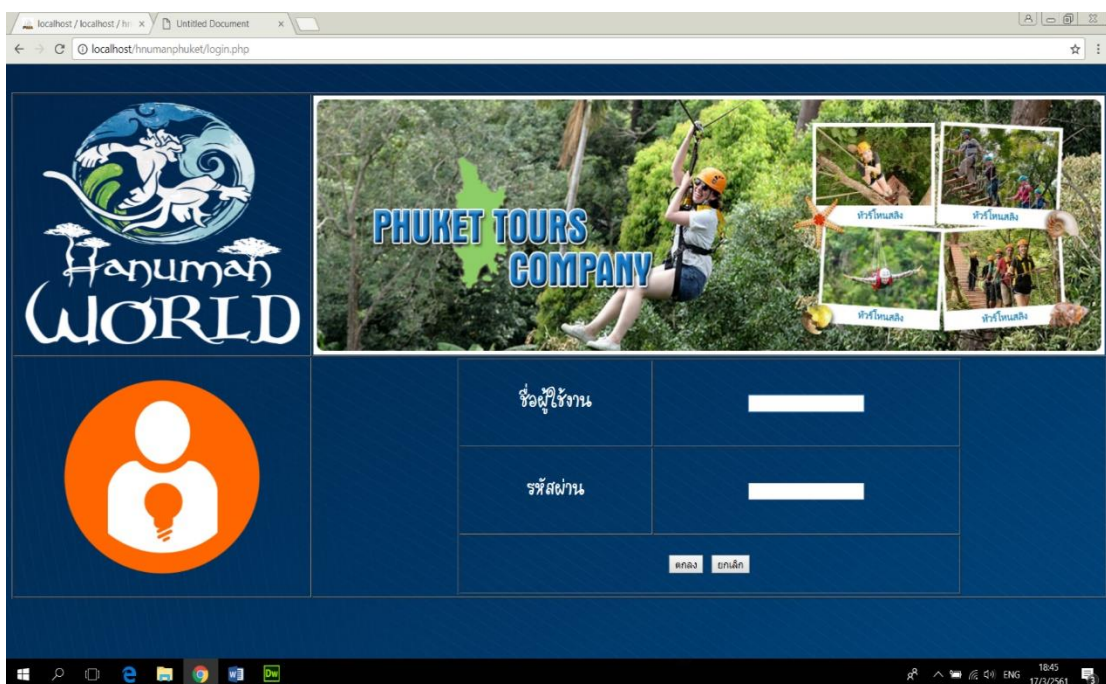 localhost / localhost / hn
Untitled Document
localhost/hnumanphuket/login.php
Hanuman
WORLD
PHUKET TOURS
COMPANY
ทัวร์โหนสลิง
ทัวร์โหนสลิง
ทัวร์โหนสลิง
ทัวร์โหนสลิง
ชื่อผู้ใช้งาน
รหัสผ่าน
ตกลง
ยกเลิก
Dw
ENG
18:45
17/3/2561